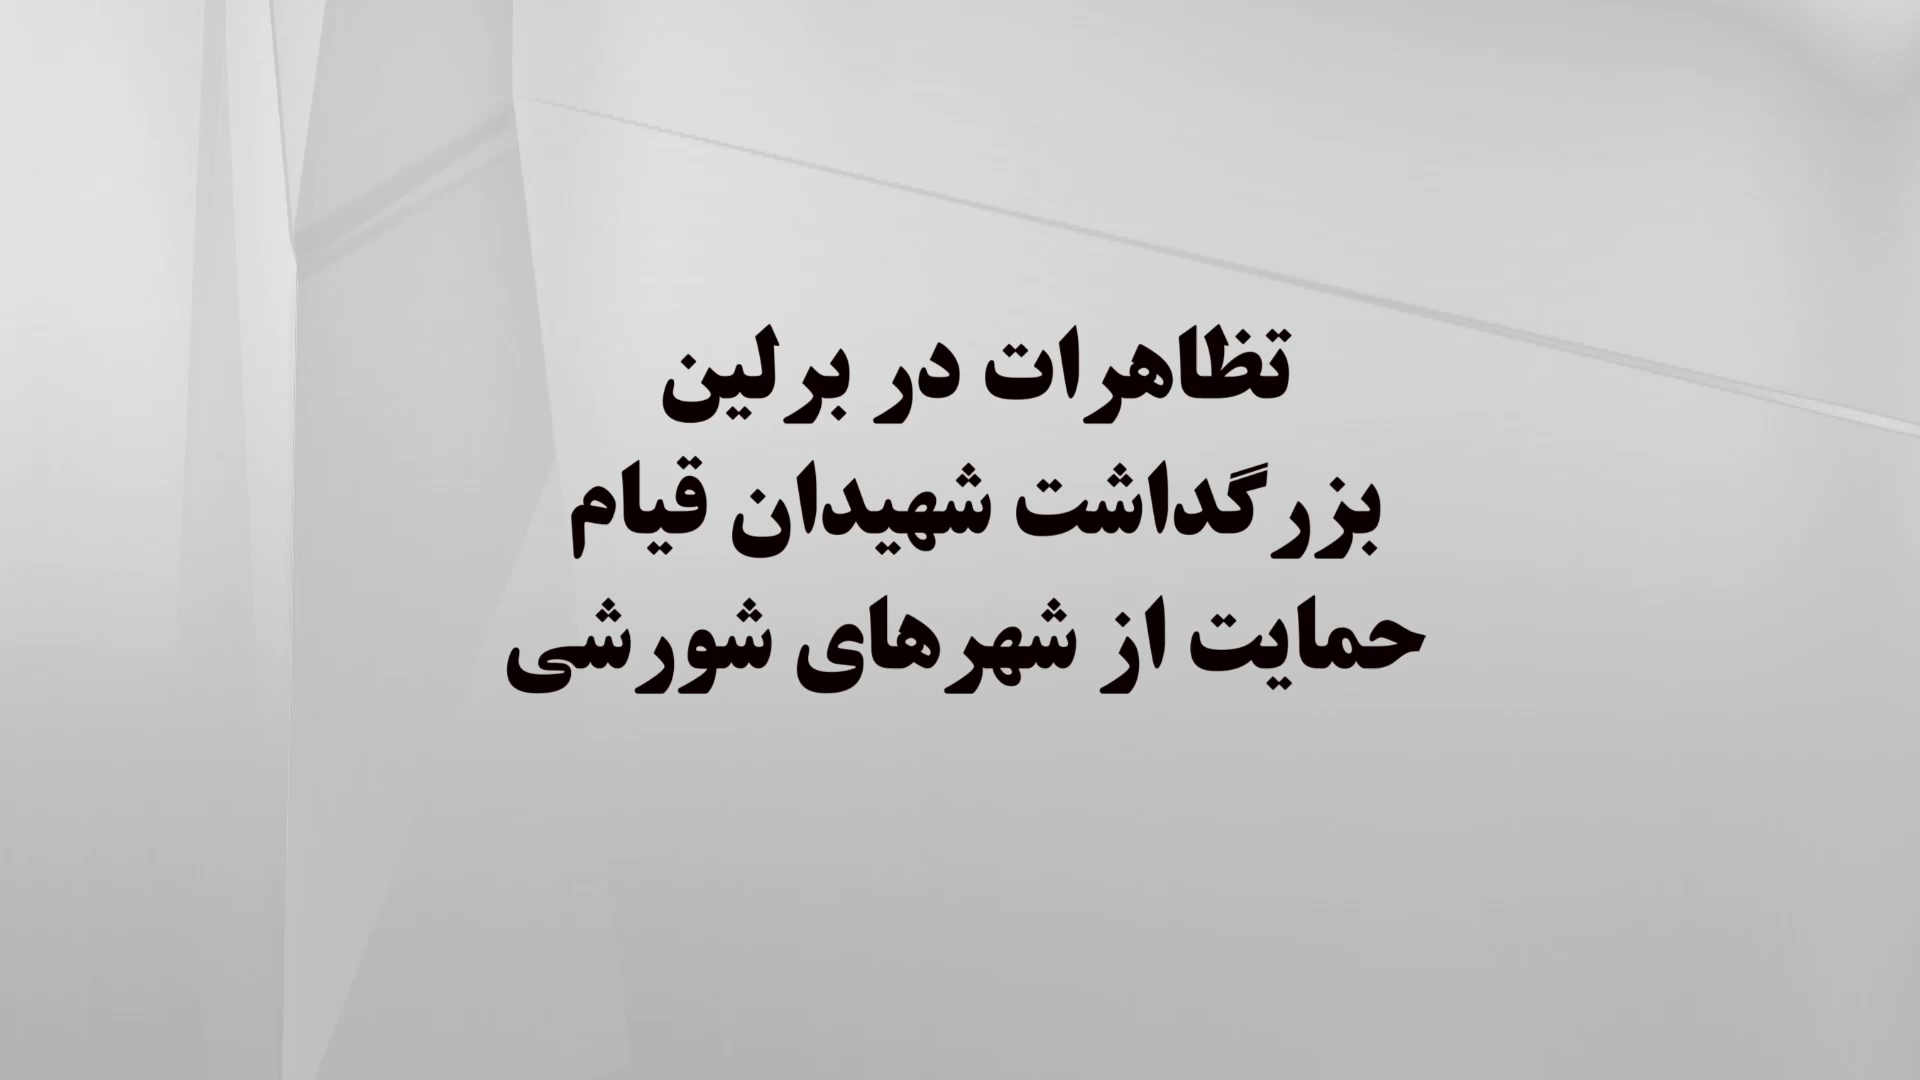 تظاهرات در برلین
بزرگداشت شهیدان قیام
حمایت از شهرهای شورشی